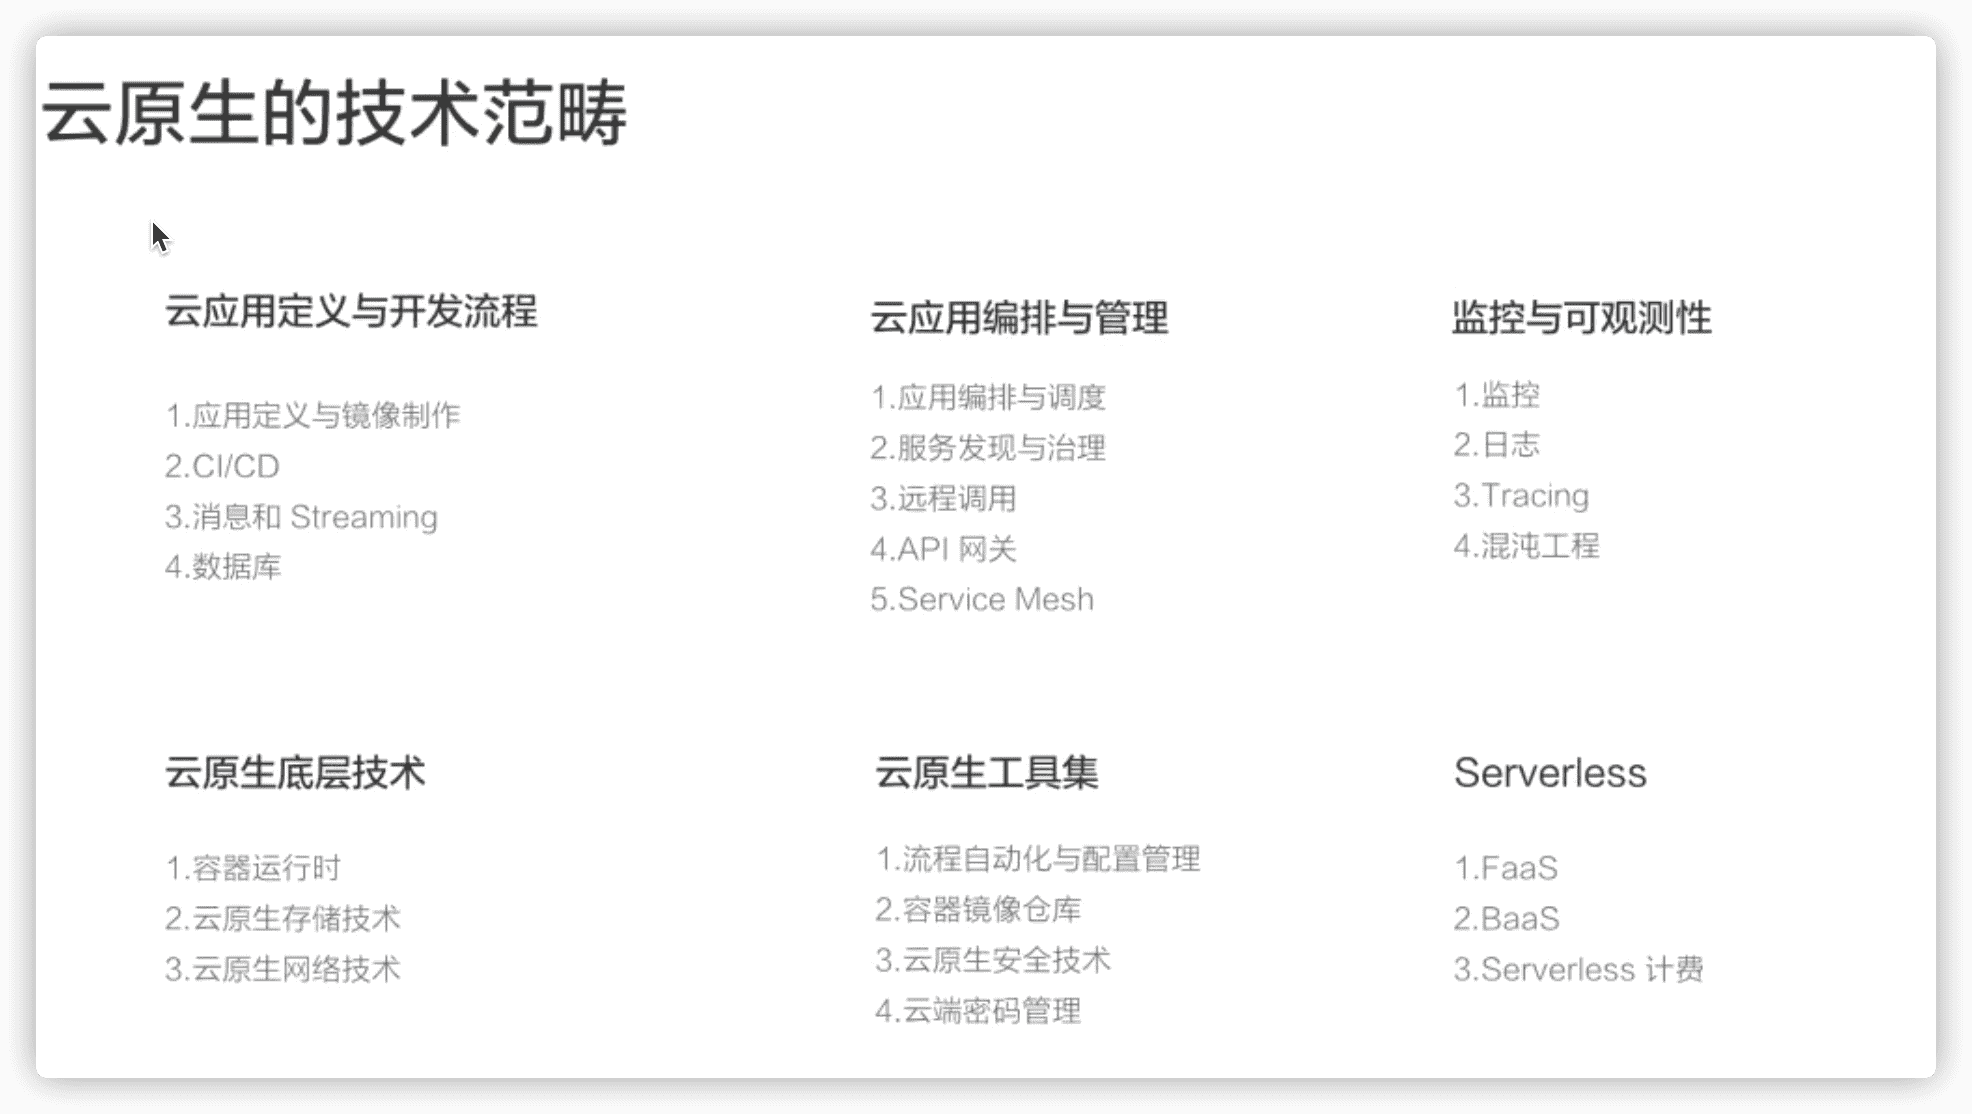 云原生的技术范畴
云应用定义与开发流程
1.应用定义与镜像制作
2.CI/CD
3.消息和 Streaming
4.数据库
云应用编排与管理
1.应用编排与调度
2.服务发现与治理
3.远程调用
4.API 网关
5.Service Mesh
监控与可观测性
1.监控
2.日志
3.Tracing
4.混沌工程
云原生底层技术
1.容器运行时
2.云原生存储技术
3.云原生网络技术
云原生工具集
1.流程自动化与配置管理
2.容器镜像仓库
3.云原生安全技术
4.云端密码管理
Serverless
1.FaaS
2.BaaS
3.Serverless 计费